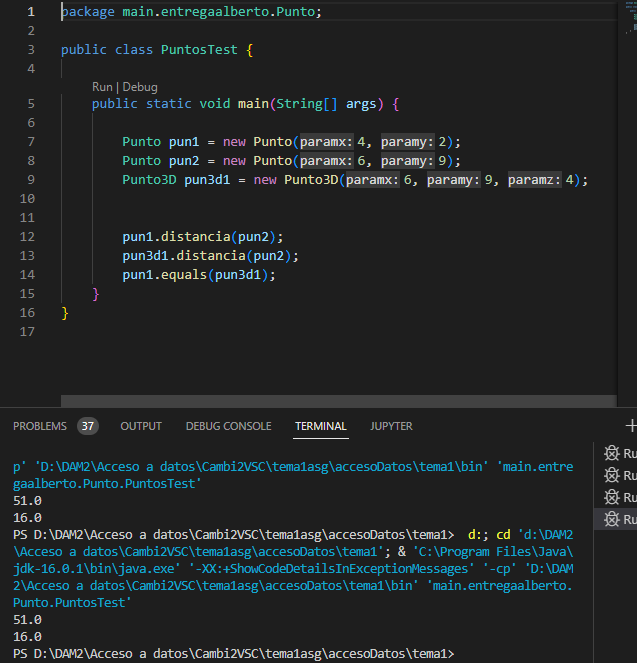 1 package main.entregaalberto.Punto;
2
3 public class PuntosTest {
4
Run | Debug
5 public static void main(String[] args) {
6
7 Punto pun1 = new Punto(paramx: 4, paramy: 2);
8 Punto pun2 = new Punto(paramx: 6, paramy: 9);
9 Punto3D pun3d1 = new Punto3D(paramx: 6, paramy: 9, paramz: 4);
10
11
12 pun1.distancia(pun2);
13 pun3d1.distancia(pun2);
14 pun1.equals(pun3d1);
15 }
16 }
17
PROBLEMS 37 OUTPUT DEBUG CONSOLE TERMINAL JUPYTER
p' 'D:\DAM2\Acceso a datos\Cambi2VSC\tema1asg\accesoDatos\tema1\bin' 'main.entre
gaalberto.Punto.PuntosTest'
51.0
16.0
PS D:\DAM2\Acceso a datos\Cambi2VSC\tema1asg\accesoDatos\tema1> d:; cd 'd:\DAM2
\Acceso a datos\Cambi2VSC\tema1asg\accesoDatos\tema1'; & 'C:\Program Files\Java\
jdk-16.0.1\bin\java.exe' '-XX:+ShowCodeDetailsInExceptionMessages' '-cp' 'D:\DAM
2\Acceso a datos\Cambi2VSC\tema1asg\accesoDatos\tema1\bin' 'main.entregaalberto.
Punto.PuntosTest'
51.0
16.0
PS D:\DAM2\Acceso a datos\Cambi2VSC\tema1asg\accesoDatos\tema1>
Ru
Ru
Ru
Ru